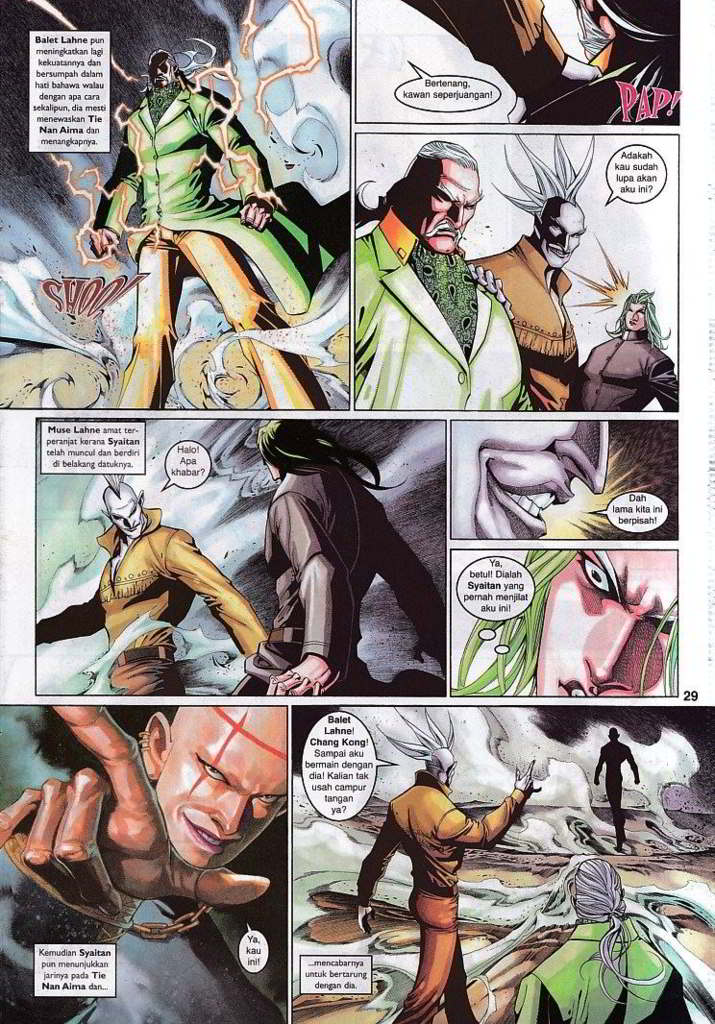 Balet Lahne pun
meningkatkan lagi
kekuatannya dan
bersumpah dalam
hati bahawa walau
dengan apa cara
sekalipun, dia mesti
menewaskan Tie
Nan Aima dan
menangkapnya.
SHOO!
Bertenang,
kawan seperjuangan!
PAP!
Adakah
kau sudah
lupa akan
aku ini?
Muse Lahne amat ter-
peranjat kerana Syaitan
telah muncul dan berdiri
di belakang datuknya.
Halo!
Apa
khabar?
Dah
lama kita ini
berpisah!
Ya,
betul! Dialah
Syaitan yang
pernah menjilat
aku ini!
29
Kemudian Syaitan
pun menunjukkan
jarinya pada Tie
Nan Aima dan...
Ya,
kau
ini!
Balet
Lahne!
Chang Kong!
Sampai aku
bermain dengan
dia! Kalian tak
usah campur
tangan
ya?
...mencabarnya
untuk bertarung
dengan dia.